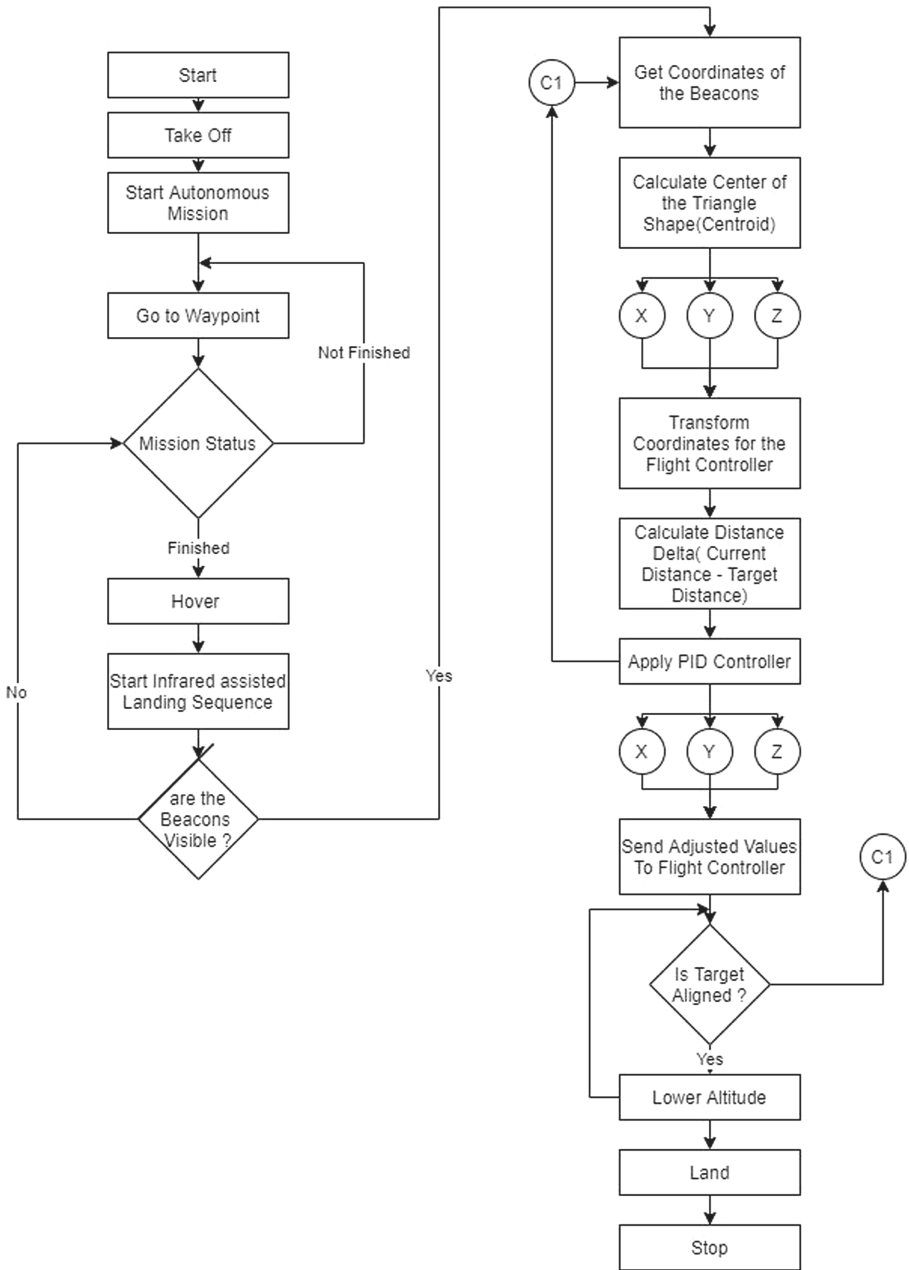 Start
Take Off
Start Autonomous
Mission
Go to Waypoint
Not Finished
Mission Status
Finished
Hover
Start Infrared assisted
Landing Sequence
No
are the
Beacons
Visible ?
Yes
C1
Get Coordinates of
the Beacons
Calculate Center of
the Triangle
Shape(Centroid)
X
Y
Z
Transform
Coordinates for the
Flight Controller
Calculate Distance
Delta( Current
Distance - Target
Distance)
Apply PID Controller
X
Y
Z
Send Adjusted Values
To Flight Controller
C1
Is Target
Aligned ?
Yes
Lower Altitude
Land
Stop